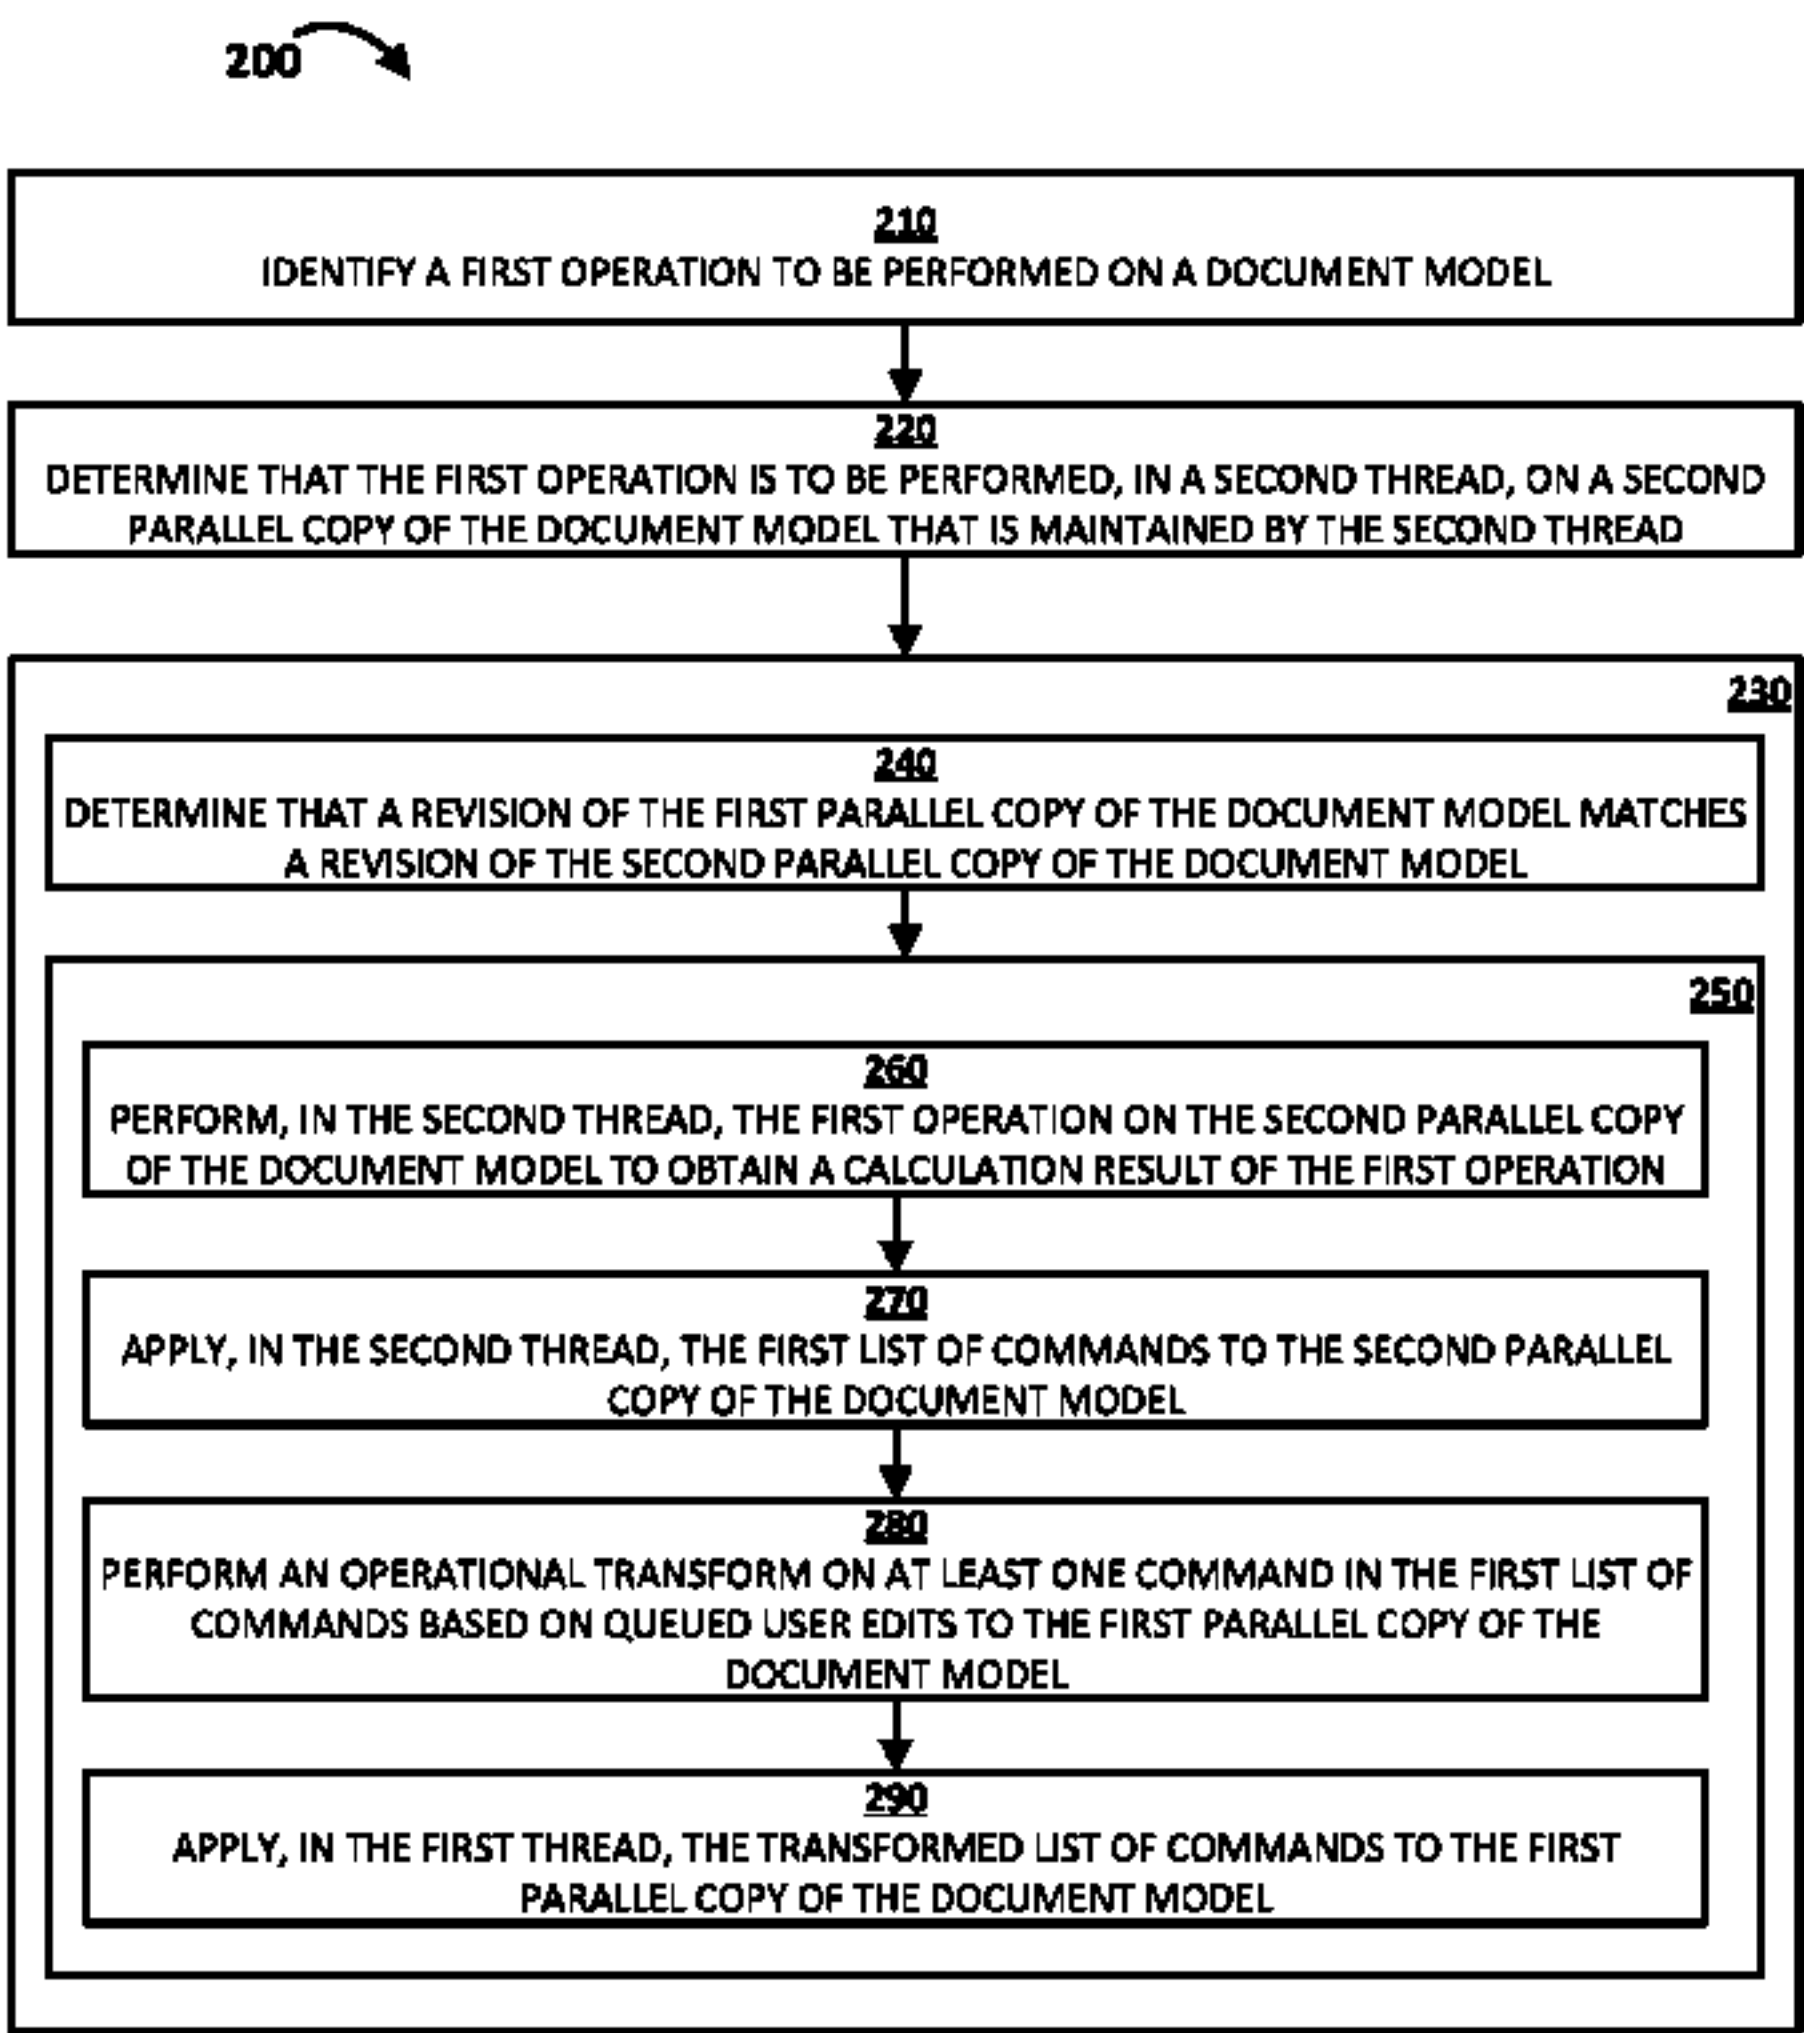 200
210
IDENTIFY A FIRST OPERATION TO BE PERFORMED ON A DOCUMENT MODEL
220
DETERMINE THAT THE FIRST OPERATION IS TO BE PERFORMED, IN A SECOND THREAD, ON A SECOND
PARALLEL COPY OF THE DOCUMENT MODEL THAT IS MAINTAINED BY THE SECOND THREAD
230
240
DETERMINE THAT A REVISION OF THE FIRST PARALLEL COPY OF THE DOCUMENT MODEL MATCHES
A REVISION OF THE SECOND PARALLEL COPY OF THE DOCUMENT MODEL
250
260
PERFORM, IN THE SECOND THREAD, THE FIRST OPERATION ON THE SECOND PARALLEL COPY
OF THE DOCUMENT MODEL TO OBTAIN A CALCULATION RESULT OF THE FIRST OPERATION
270
APPLY, IN THE SECOND THREAD, THE FIRST LIST OF COMMANDS TO THE SECOND PARALLEL
COPY OF THE DOCUMENT MODEL
280
PERFORM AN OPERATIONAL TRANSFORM ON AT LEAST ONE COMMAND IN THE FIRST LIST OF
COMMANDS BASED ON QUEUED USER EDITS TO THE FIRST PARALLEL COPY OF THE
DOCUMENT MODEL
290
APPLY, IN THE FIRST THREAD, THE TRANSFORMED LIST OF COMMANDS TO THE FIRST
PARALLEL COPY OF THE DOCUMENT MODEL